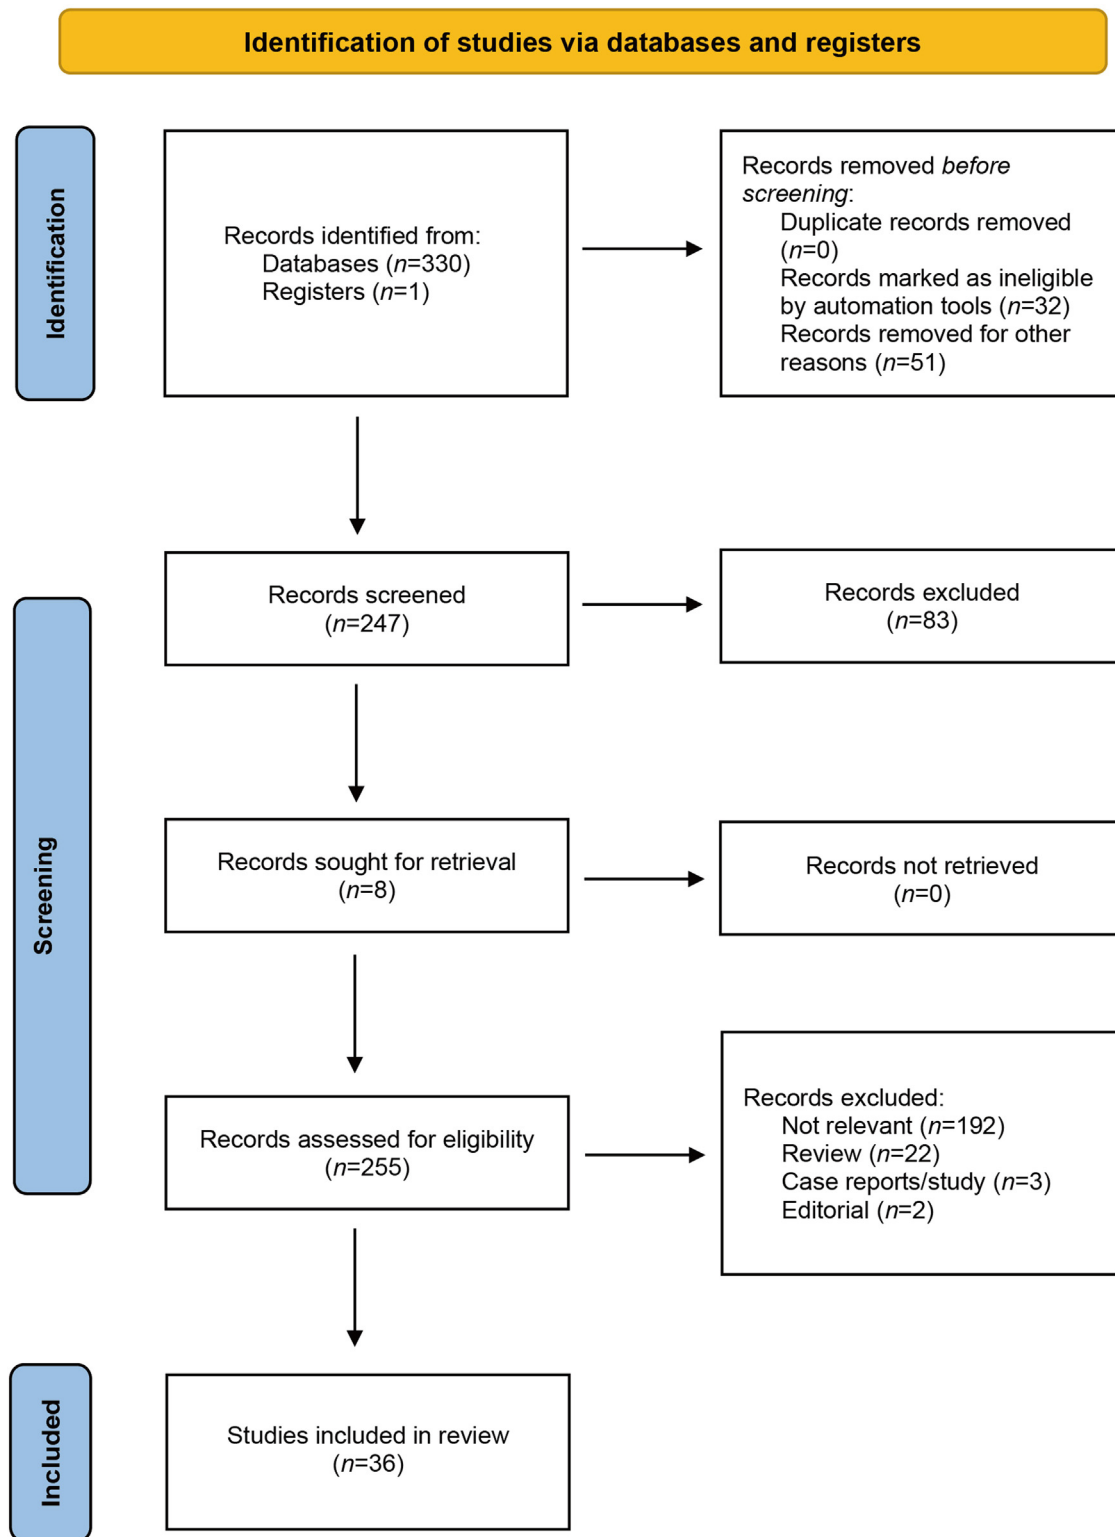 Identification of studies via databases and registers
Identification
Records identified from:
Databases (n=330)
Registers (n=1)
Records removed before
screening:
Duplicate records removed
(n=0)
Records marked as ineligible
by automation tools (n=32)
Records removed for other
reasons (n=51)
Screening
Records screened
(n=247)
Records excluded
(n=83)
Records sought for retrieval
(n=8)
Records not retrieved
(n=0)
Records assessed for eligibility
(n=255)
Records excluded:
Not relevant (n=192)
Review (n=22)
Case reports/study (n=3)
Editorial (n=2)
Included
Studies included in review
(n=36)